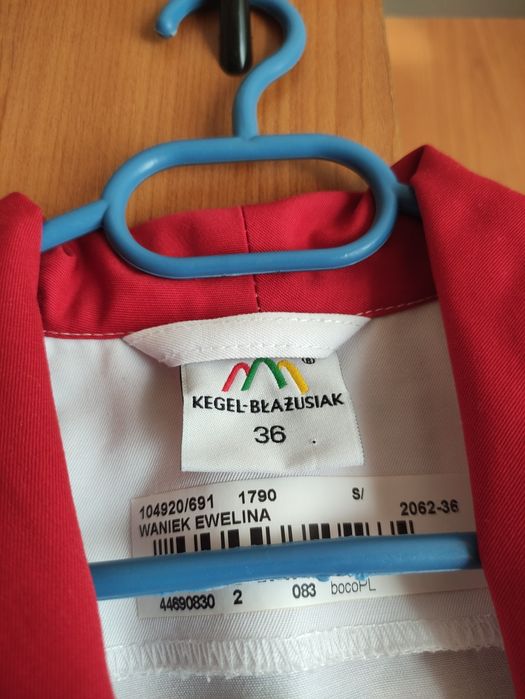 ®
KEGEL-BŁAŻUSIAK
36
104920/691 1790 S/ 2062-36
WANIEK EWELINA
44690830 2 083 bocoPL